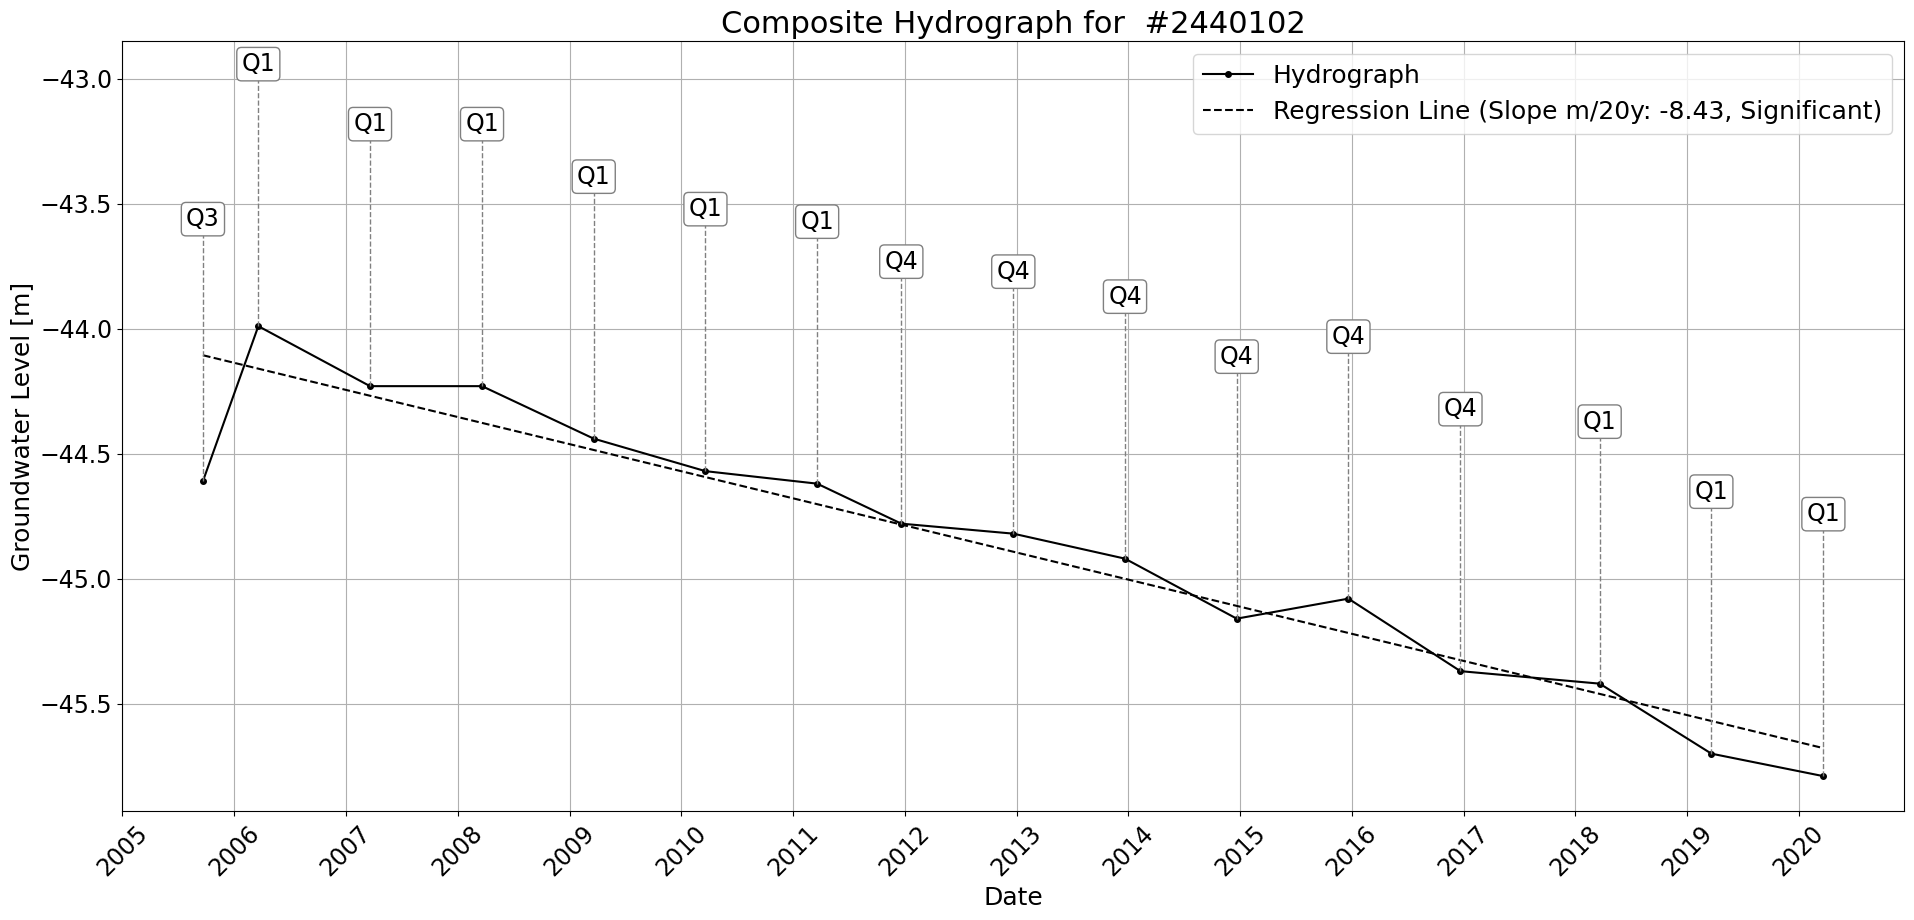 Composite Hydrograph for  #2440102
Hydrograph
Regression Line (Slope m/20y: -8.43, Significant)
Groundwater Level [m]
−43.0
−43.5
−44.0
−44.5
−45.0
−45.5
Q3
Q1
Q1
Q1
Q1
Q1
Q1
Q4
Q4
Q4
Q4
Q4
Q4
Q1
Q1
Q1
2005
2006
2007
2008
2009
2010
2011
2012
2013
2014
2015
2016
2017
2018
2019
2020
Date